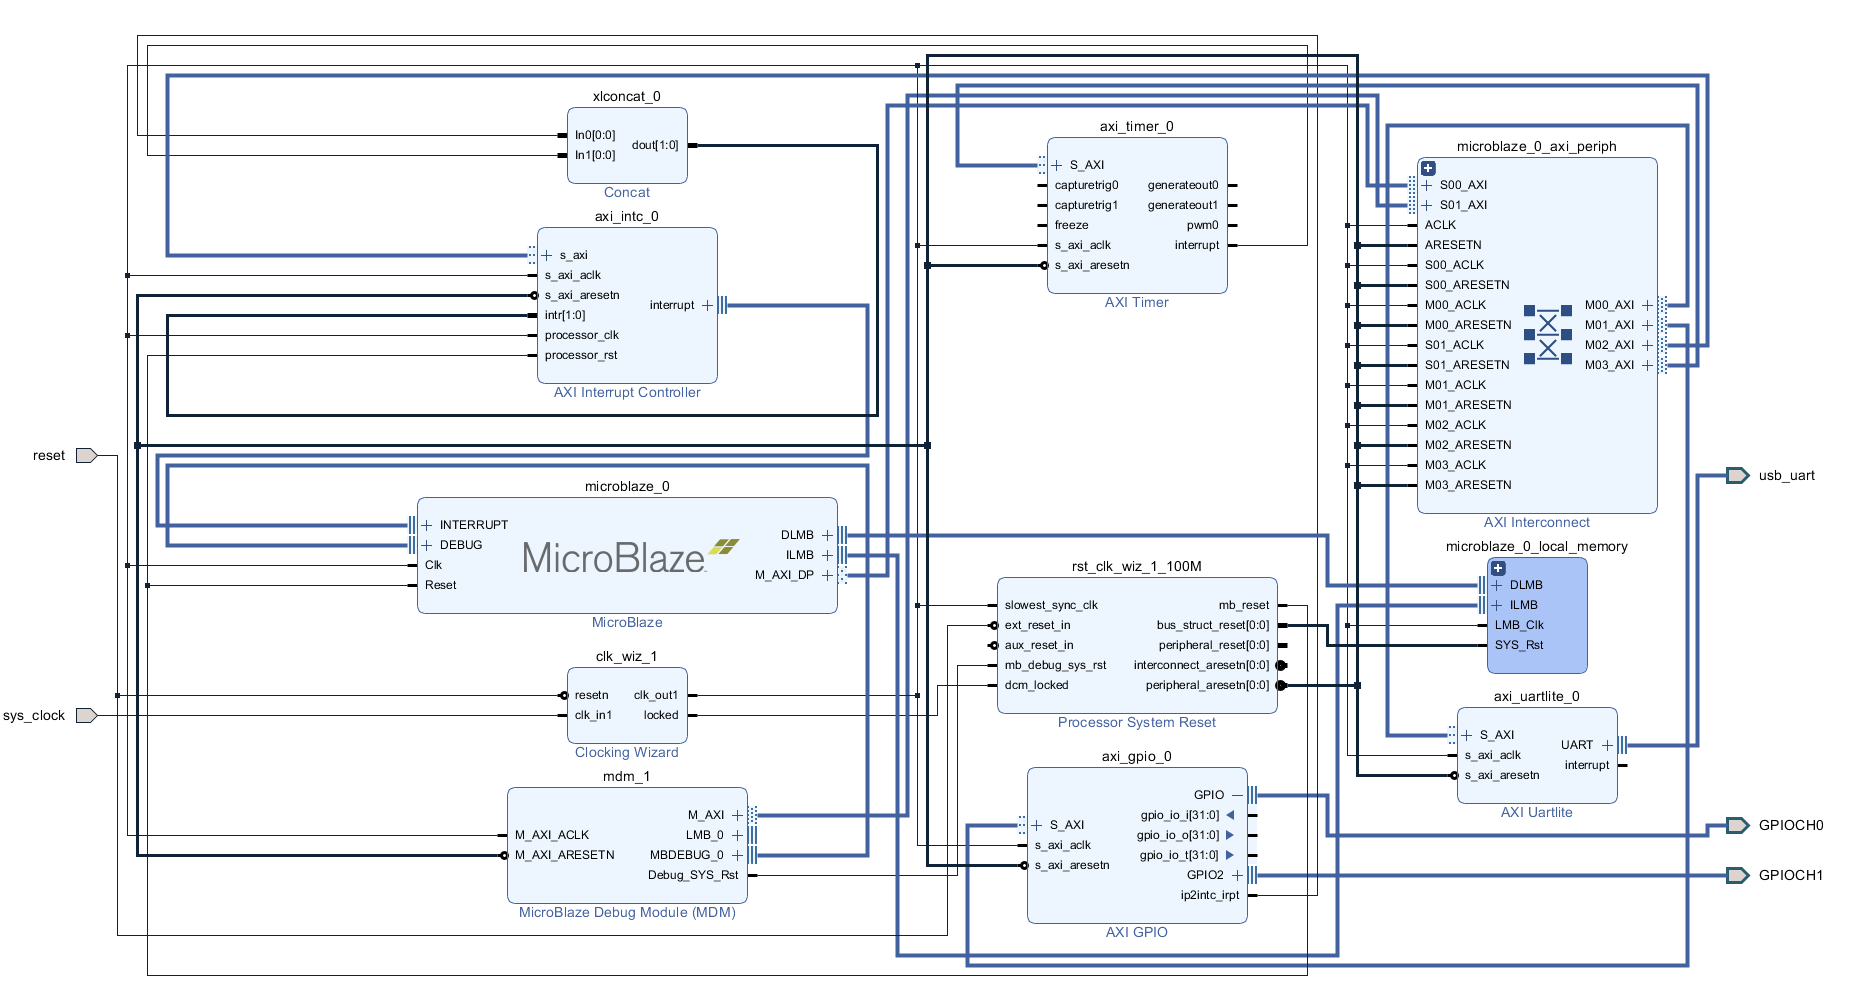 xlconcat_0
In0[0:0]
In1[0:0]
dout[1:0]
Concat
axi_intc_0
s_axi
s_axi_aclk
s_axi_aresetn
intr[1:0]
processor_clk
processor_rst
interrupt
AXI Interrupt Controller
axi_timer_0
S_AXI
capturetrig0
capturetrig1
freeze
s_axi_aclk
s_axi_aresetn
generateout0
generateout1
pwm0
interrupt
AXI Timer
microblaze_0_axi_periph
S00_AXI
S01_AXI
ACLK
ARESETN
S00_ACLK
S00_ARESETN
M00_ACLK
M00_ARESETN
S01_ACLK
S01_ARESETN
M01_ACLK
M01_ARESETN
M02_ACLK
M02_ARESETN
M03_ACLK
M03_ARESETN
M00_AXI
M01_AXI
M02_AXI
M03_AXI
AXI Interconnect
reset
sys_clock
microblaze_0
INTERRUPT
DEBUG
Clk
Reset
MicroBlaze
DLMB
ILMB
M_AXI_DP
MicroBlaze
clk_wiz_1
resetn
clk_in1
clk_out1
locked
Clocking Wizard
mdm_1
M_AXI_ACLK
M_AXI_ARESETN
M_AXI
LMB_0
MBDEBUG_0
Debug_SYS_Rst
MicroBlaze Debug Module (MDM)
rst_clk_wiz_1_100M
slowest_sync_clk
ext_reset_in
aux_reset_in
mb_debug_sys_rst
dcm_locked
mb_reset
bus_struct_reset[0:0]
peripheral_reset[0:0]
interconnect_aresetn[0:0]
peripheral_aresetn[0:0]
Processor System Reset
axi_gpio_0
S_AXI
s_axi_aclk
s_axi_aresetn
GPIO
gpio_io_i[31:0]
gpio_io_o[31:0]
gpio_io_t[31:0]
GPIO2
ip2intc_irpt
AXI GPIO
microblaze_0_local_memory
DLMB
ILMB
LMB_Clk
SYS_Rst
axi_uartlite_0
S_AXI
s_axi_aclk
s_axi_aresetn
UART
interrupt
AXI Uartlite
usb_uart
GPIOCH0
GPIOCH1